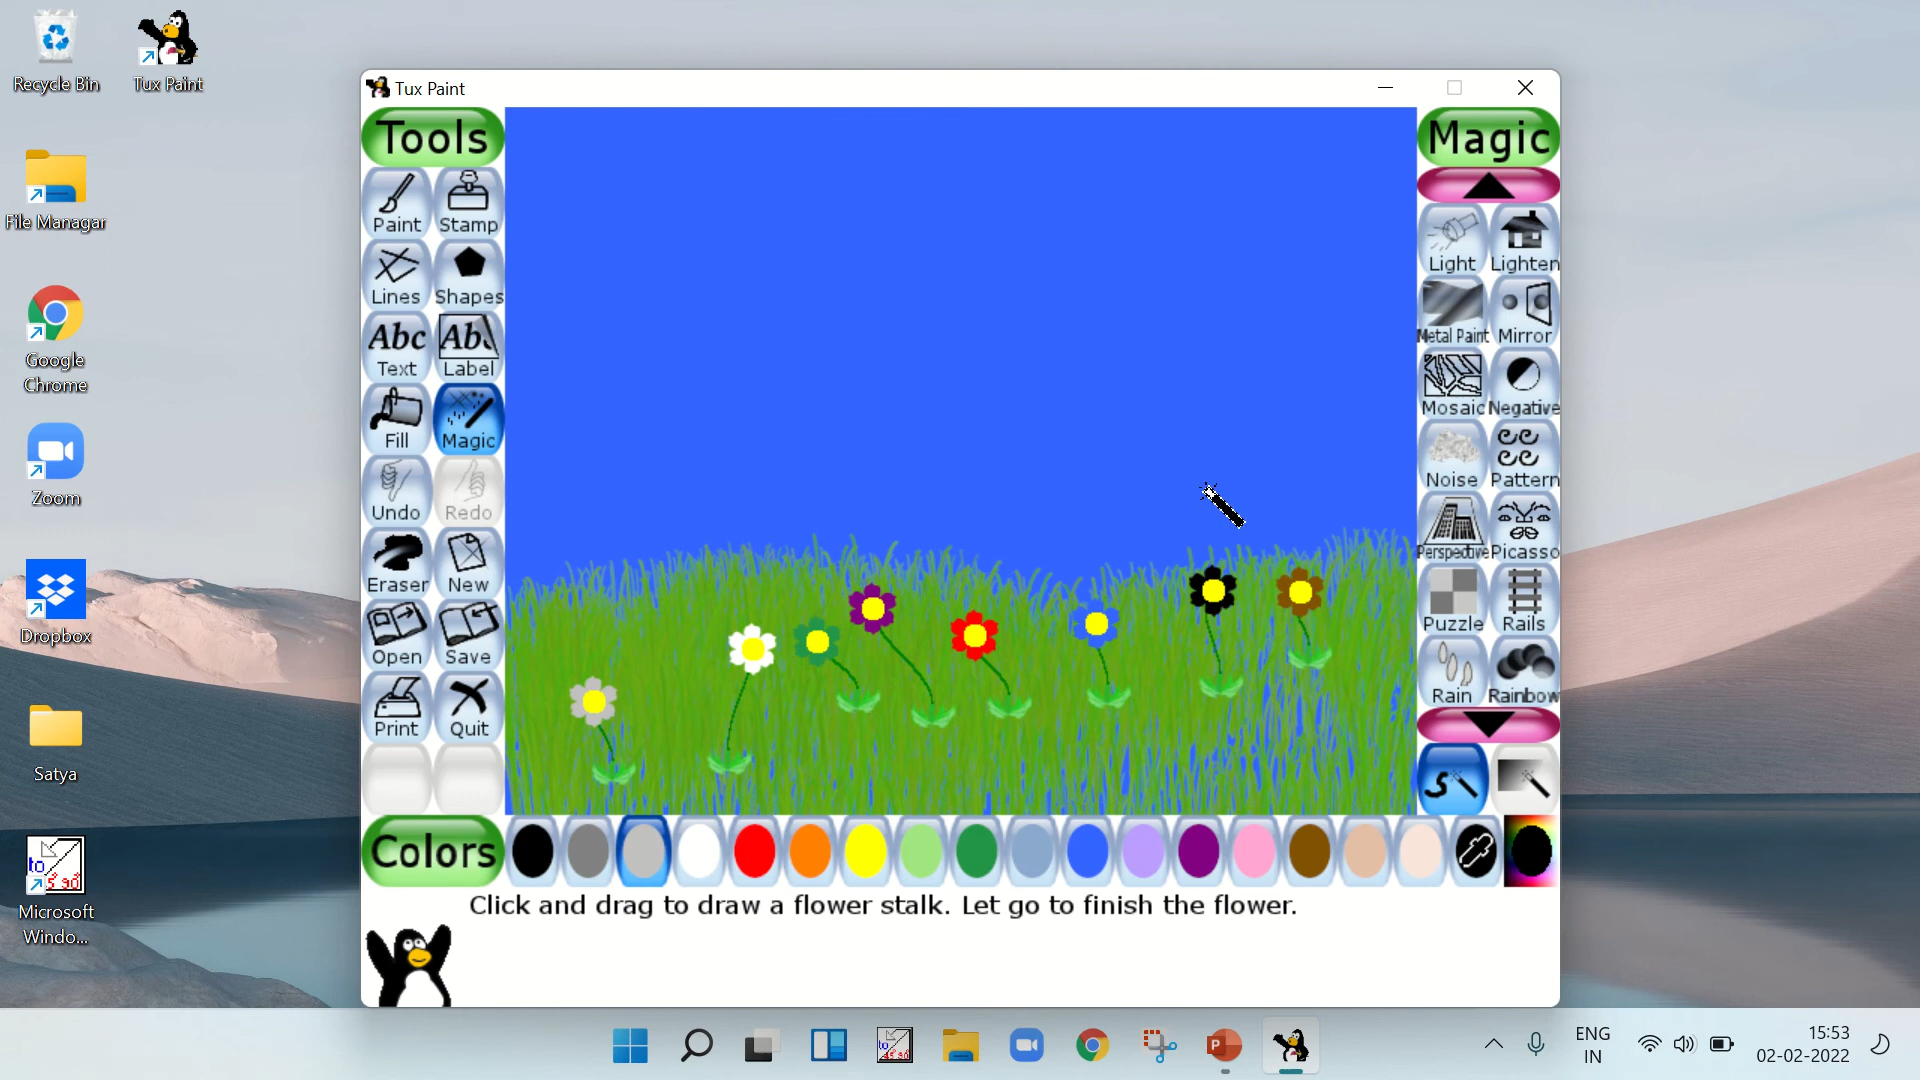 Recycle Bin
Tux Paint
File Managar
Google
Chrome
Zoom
Dropbox
Satya
to
Microsoft
Windo...
Tux Paint
Tools
Paint
Stamp
Lines
Shapes
Abc
Text
Label
Fill
Magic
Undo
Redo
Eraser
New
Open
Save
Print
Quit
Magic
Light
Lighten
Metal Paint
Mirror
Mosaic
Negative
Noise
Pattern
Perspective
Picasso
Puzzle
Rails
Rain
Rainbow
Colors
Click and drag to draw a flower stalk. Let go to finish the flower.
to
P
ENG
IN
15:53
02-02-2022